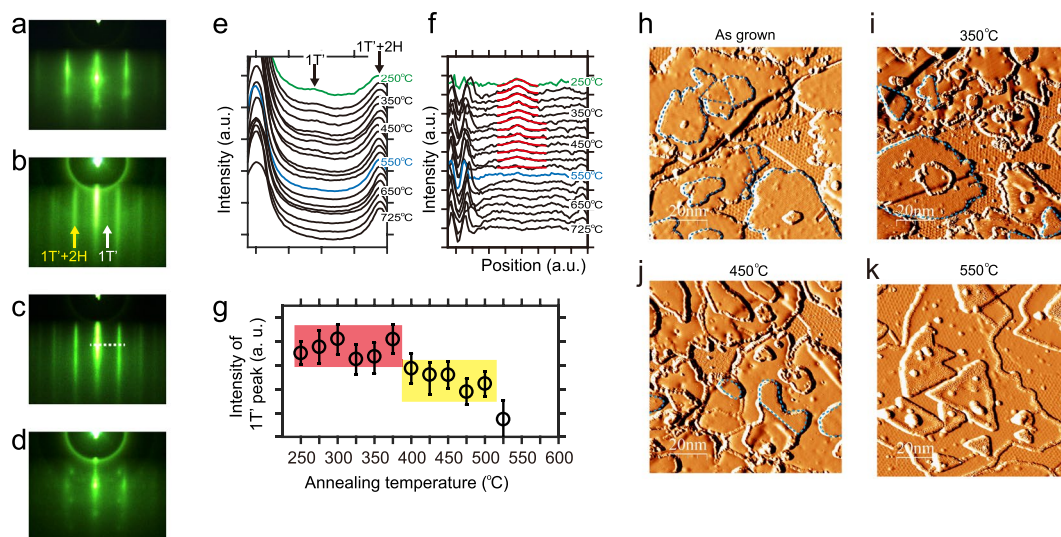 a
b
1T'+2H
1T'
c
d
e
1T'
1T'+2H
250℃
350℃
450℃
550℃
650℃
725℃
Intensity (a.u.)
f
250℃
350℃
450℃
550℃
650℃
725℃
Intensity (a.u.)
Position (a.u.)
g
Intensity of
1T' peak (a. u.)
250 300 350 400 450 500 550 600
Annealing temperature (℃)
h
As grown
20nm
i
350℃
20nm
j
450℃
20nm
k
550℃
20nm